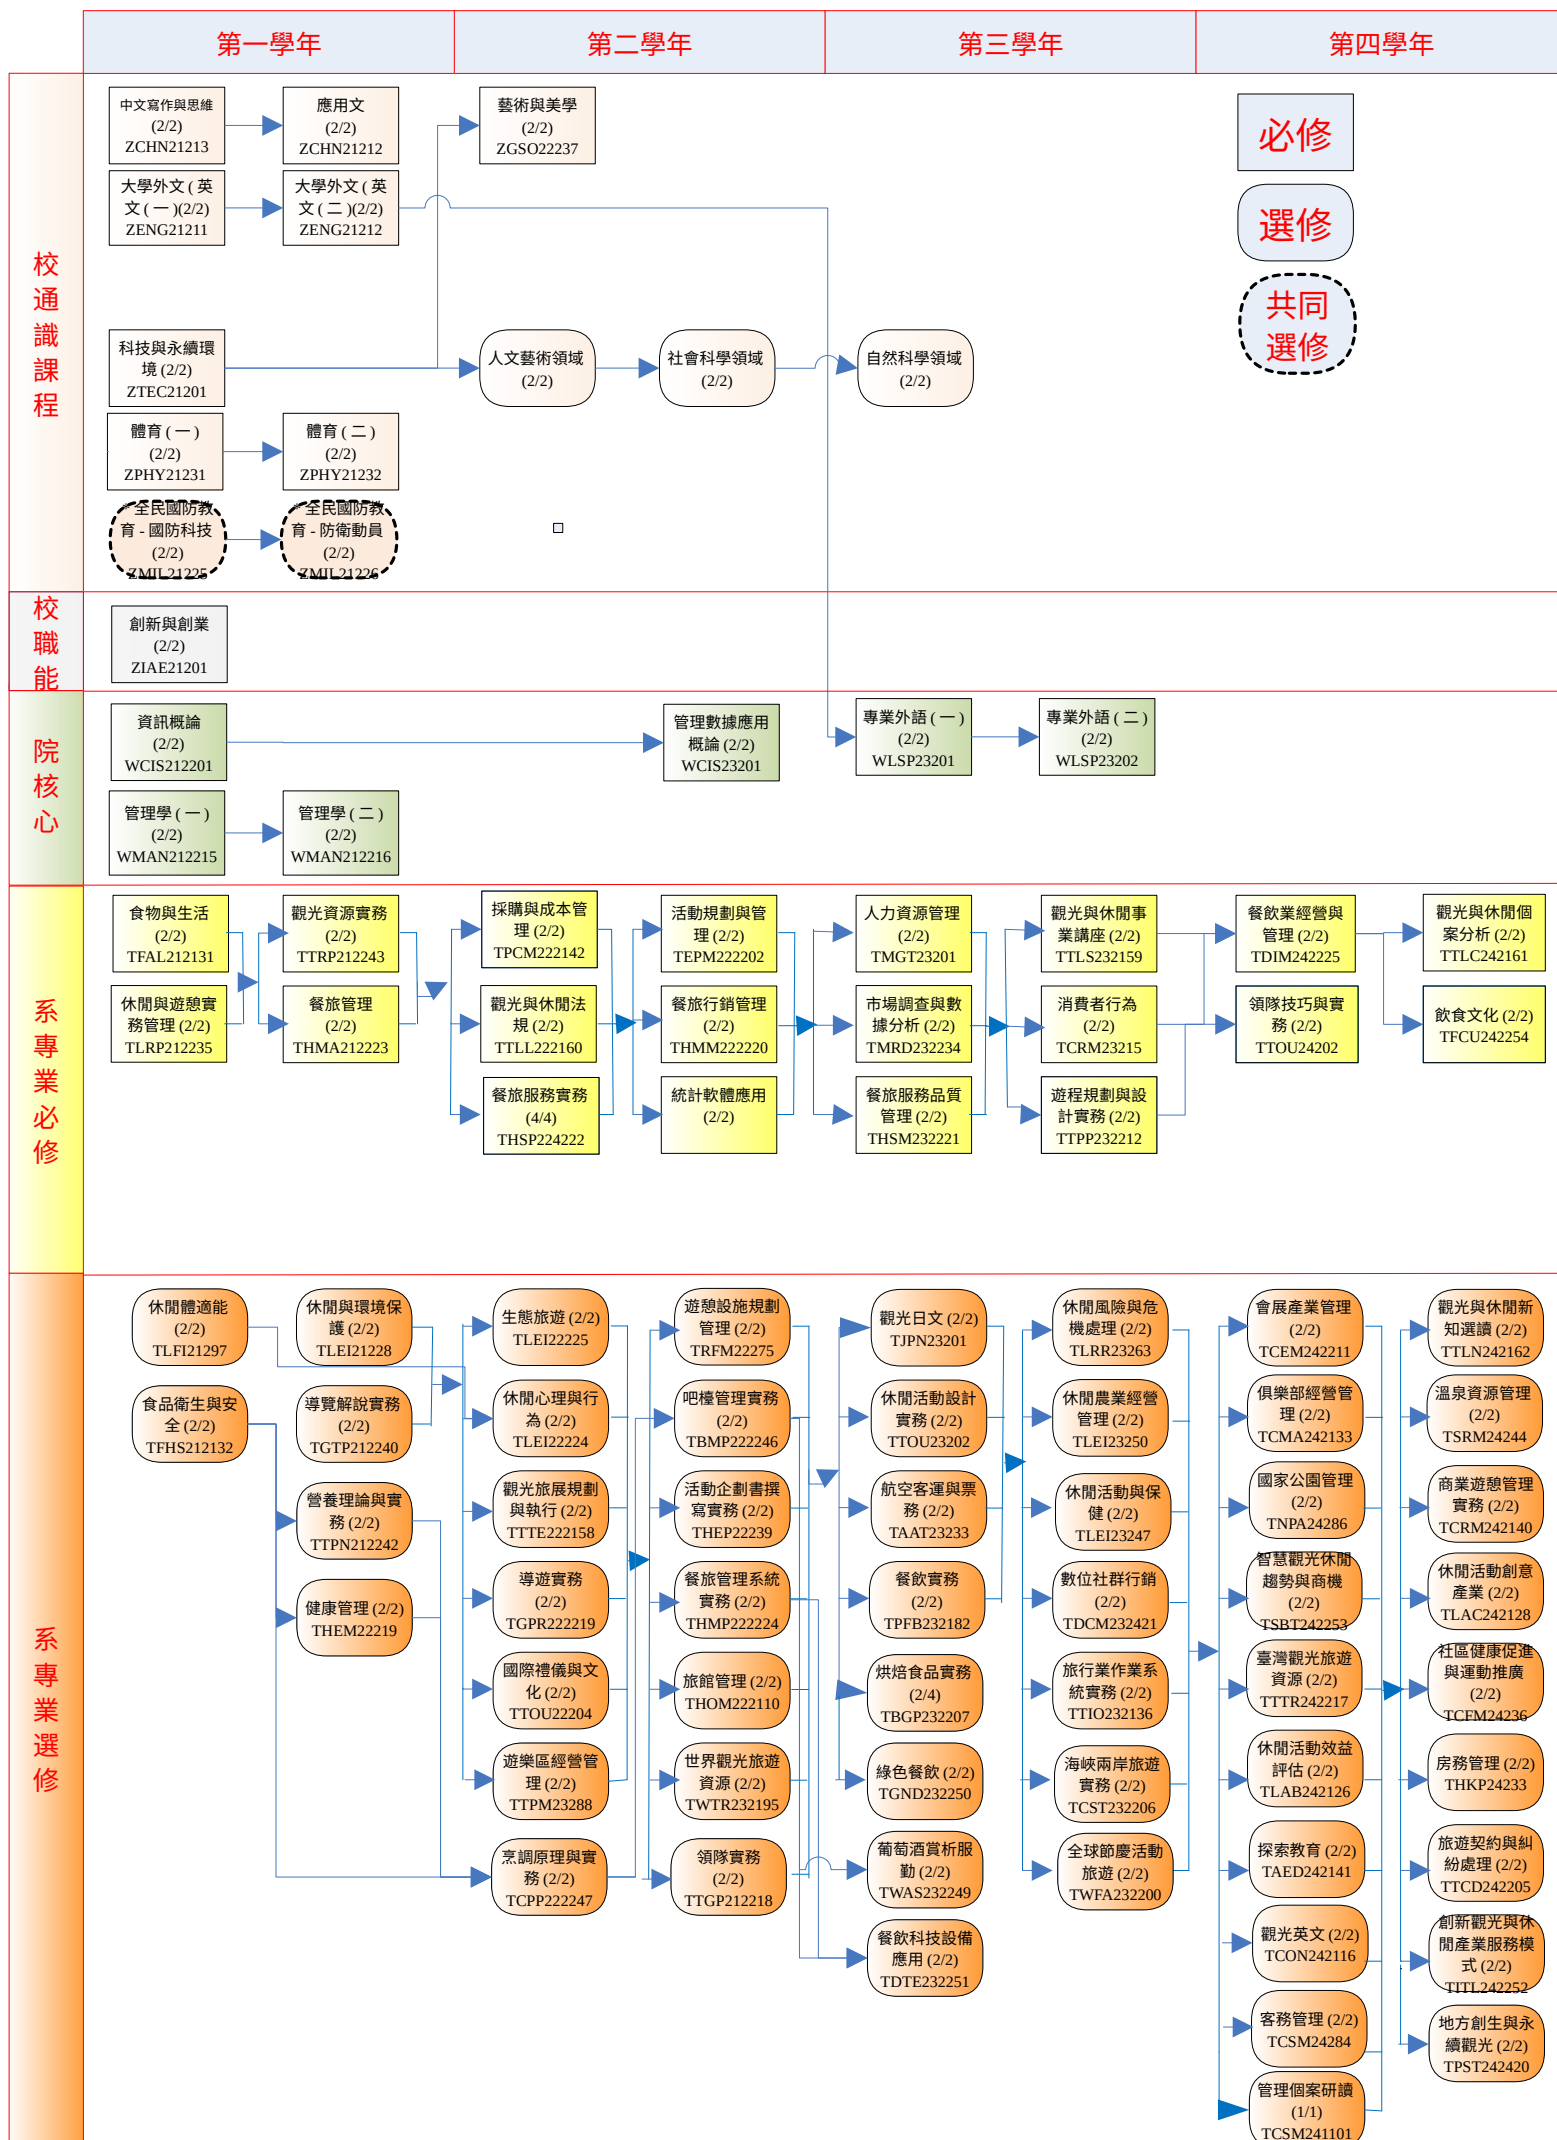 第一學年
第二學年
第三學年
第四學年
校
通
識
課
程
中文寫作與思維
(2/2)
ZCHN21213
應用文
(2/2)
ZCHN21212
藝術與美學
(2/2)
ZGSO22237
必修
大學外文 ( 英
文 ( 一 )(2/2)
ZENG21211
大學外文 ( 英
文 ( 二 )(2/2)
ZENG21212
選修
共同
選修
科技與永續環
境 (2/2)
ZTEC21201
人文藝術領域
(2/2)
社會科學領域
(2/2)
自然科學領域
(2/2)
體育 ( 一 )
(2/2)
ZPHY21231
體育 ( 二 )
(2/2)
ZPHY21232
* 全民國防教
育 - 國防科技
(2/2)
ZMIL21225
* 全民國防教
育 - 防衛動員
(2/2)
ZMIL21226
校
職
能
創新與創業
(2/2)
ZIAE21201
院
核
心
資訊概論
(2/2)
WCIS212201
管理數據應用
概論 (2/2)
WCIS23201
專業外語 ( 一 )
(2/2)
WLSP23201
專業外語 ( 二 )
(2/2)
WLSP23202
管理學 ( 一 )
(2/2)
WMAN212215
管理學 ( 二 )
(2/2)
WMAN212216
系
專
業
必
修
食物與生活
(2/2)
TFAL212131
觀光資源實務
(2/2)
TTRP212243
採購與成本管
理 (2/2)
TPCM222142
活動規劃與管
理 (2/2)
TEPM222202
人力資源管理
(2/2)
TMGT23201
觀光與休閒事
業講座 (2/2)
TTLS232159
餐飲業經營與
管理 (2/2)
TDIM242225
觀光與休閒個
案分析 (2/2)
TTLC242161
休閒與遊憩實
務管理 (2/2)
TLRP212235
餐旅管理
(2/2)
THMA212223
觀光與休閒法
規 (2/2)
TTLL222160
餐旅行銷管理
(2/2)
THMM222220
市場調查與數
據分析 (2/2)
TMRD232234
消費者行為
(2/2)
TCRM23215
領隊技巧與實
務 (2/2)
TTOU24202
飲食文化 (2/2)
TFCU242254
餐旅服務實務
(4/4)
THSP224222
統計軟體應用
(2/2)
餐旅服務品質
管理 (2/2)
THSM232221
遊程規劃與設
計實務 (2/2)
TTPP232212
系
專
業
選
修
休閒體適能
(2/2)
TLFI21297
食品衛生與安
全 (2/2)
TFHS212132
休閒與環境保
護 (2/2)
TLEI21228
導覽解說實務
(2/2)
TGTP212240
營養理論與實
務 (2/2)
TTPN212242
健康管理 (2/2)
THEM22219
生態旅遊 (2/2)
TLEI22225
休閒心理與行
為 (2/2)
TLEI22224
觀光旅展規劃
與執行 (2/2)
TTTE222158
導遊實務
(2/2)
TGPR222219
國際禮儀與文
化 (2/2)
TTOU22204
遊樂區經營管
理 (2/2)
TTPM23288
烹調原理與實
務 (2/2)
TCPP222247
遊憩設施規劃
管理 (2/2)
TRFM22275
吧檯管理實務
(2/2)
TBMP222246
活動企劃書撰
寫實務 (2/2)
THEP22239
餐旅管理系統
實務 (2/2)
THMP222224
旅館管理 (2/2)
THOM222110
世界觀光旅遊
資源 (2/2)
TWTR232195
領隊實務
(2/2)
TTGP212218
觀光日文 (2/2)
TJPN23201
休閒活動設計
實務 (2/2)
TTOU23202
航空客運與票
務 (2/2)
TAAT23233
餐飲實務
(2/2)
TPFB232182
烘焙食品實務
(2/4)
TBGP232207
綠色餐飲 (2/2)
TGND232250
葡萄酒賞析服
勤 (2/2)
TWAS232249
餐飲科技設備
應用 (2/2)
TDTE232251
休閒風險與危
機處理 (2/2)
TLRR23263
休閒農業經營
管理 (2/2)
TLEI23250
休閒活動與保
健 (2/2)
TLEI23247
數位社群行銷
(2/2)
TDCM232421
旅行業作業系
統實務 (2/2)
TTIO232136
海峽兩岸旅遊
實務 (2/2)
TCST232206
全球節慶活動
旅遊 (2/2)
TWFA232200
會展產業管理
(2/2)
TCEM242211
俱樂部經營管
理 (2/2)
TCMA242133
國家公園管理
(2/2)
TNPA24286
智慧觀光休閒
趨勢與商機
(2/2)
TSBT242253
臺灣觀光旅遊
資源 (2/2)
TTTR242217
休閒活動效益
評估 (2/2)
TLAB242126
探索教育 (2/2)
TAED242141
觀光英文 (2/2)
TCON242116
客務管理 (2/2)
TCSM24284
管理個案研讀
(1/1)
TCSM241101
觀光與休閒新
知選讀 (2/2)
TTLN242162
溫泉資源管理
(2/2)
TSRM24244
商業遊憩管理
實務 (2/2)
TCRM242140
休閒活動創意
產業 (2/2)
TLAC242128
社區健康促進
與運動推廣
(2/2)
TCFM24236
房務管理 (2/2)
THKP24233
旅遊契約與糾
紛處理 (2/2)
TTCD242205
創新觀光與休
閒產業服務模
式 (2/2)
TITL242252
地方創生與永
續觀光 (2/2)
TPST242420